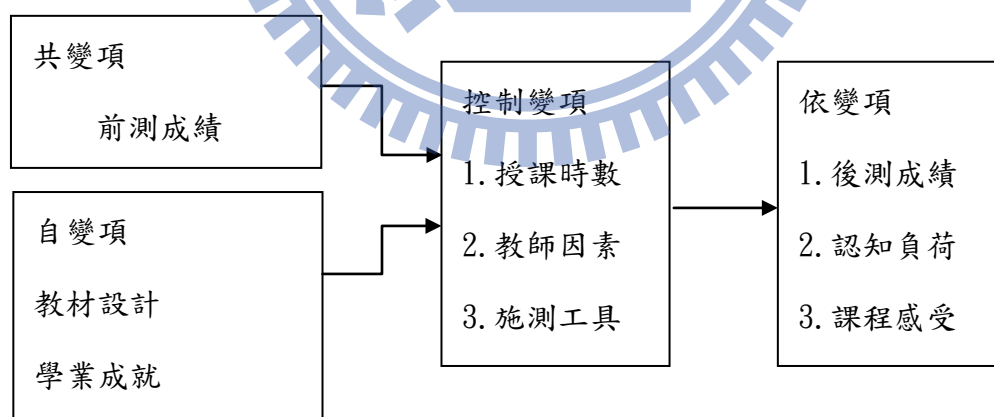 共變項
前測成績
自變項
教材設計
學業成就
控制變項
1.授課時數
2.教師因素
3.施測工具
依變項
1.後測成績
2.認知負荷
3.課程感受